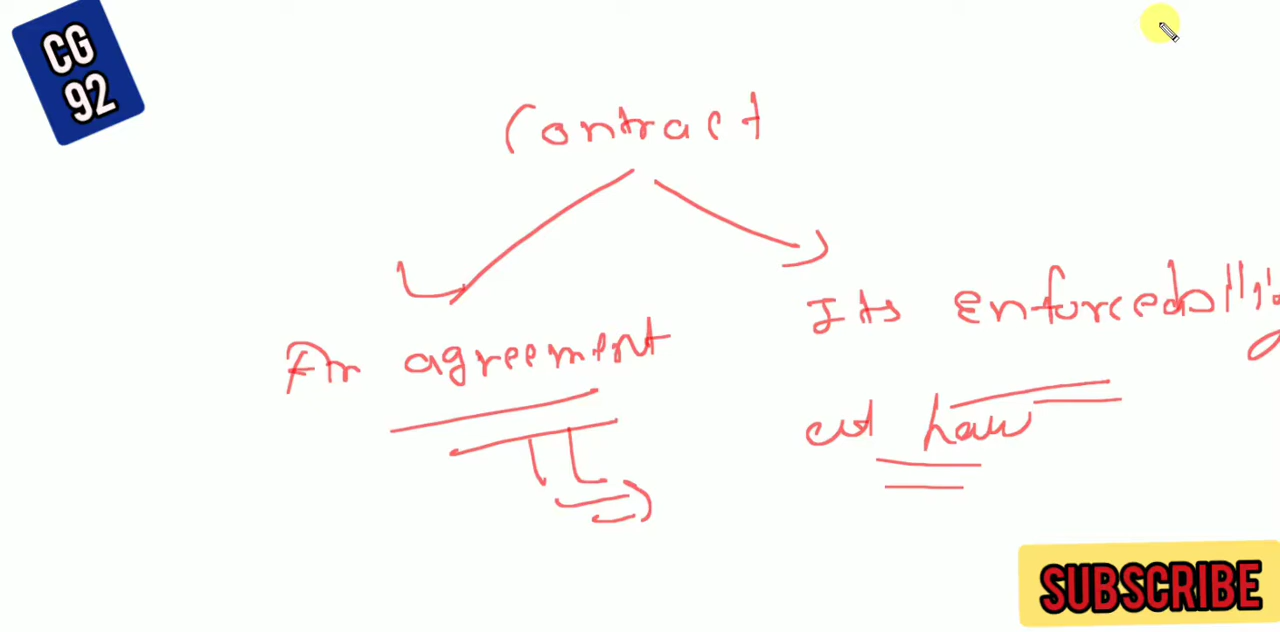 CG
92
Contract
An agreement
Its enforceability
at Law
SUBSCRIBE